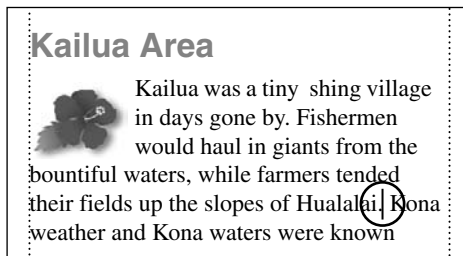 Kailua Area
Kailua was a tiny  shing village
in days gone by. Fishermen
would haul in giants from the
bountiful waters, while farmers tended
their fields up the slopes of Hualalai. Kona
weather and Kona waters were known